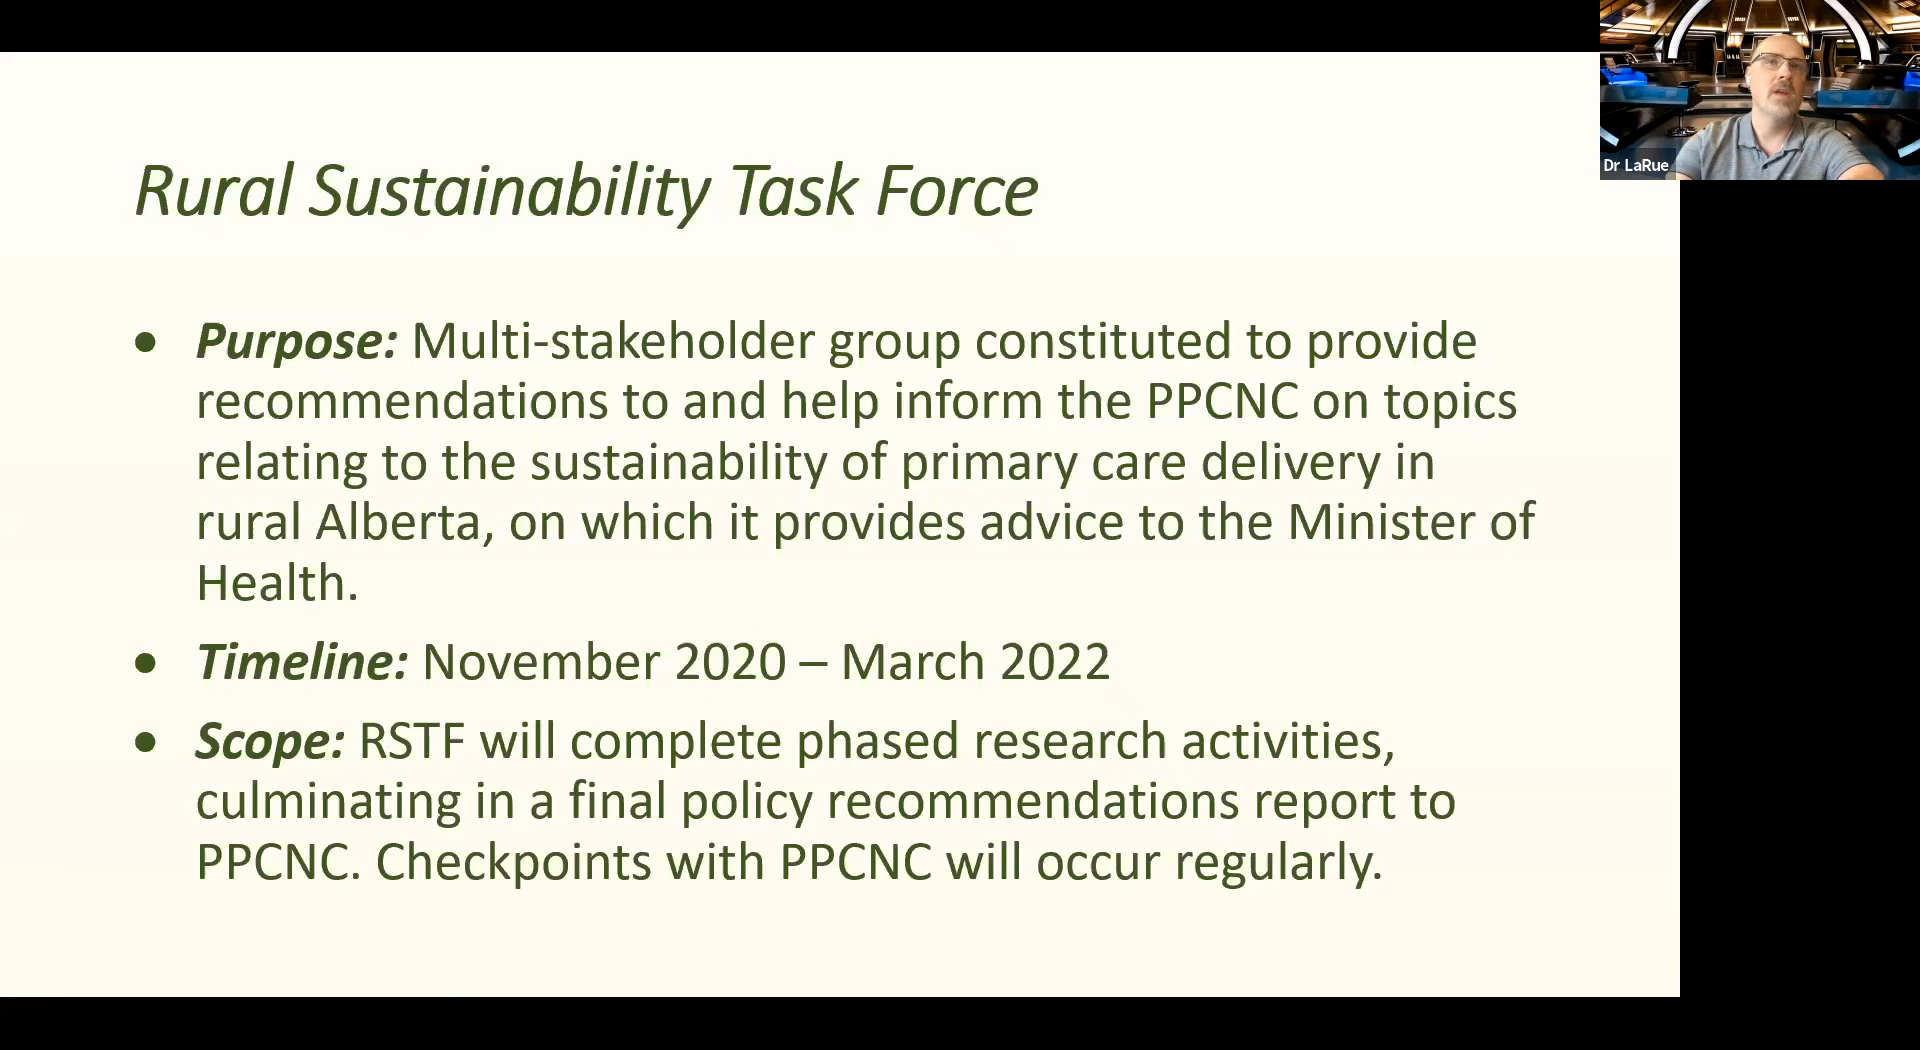 Rural Sustainability Task Force
• Purpose: Multi-stakeholder group constituted to provide
recommendations to and help inform the PPCNC on topics
relating to the sustainability of primary care delivery in
rural Alberta, on which it provides advice to the Minister of
Health.
• Timeline: November 2020 – March 2022
• Scope: RSTF will complete phased research activities,
culminating in a final policy recommendations report to
PPCNC. Checkpoints with PPCNC will occur regularly.
Dr LaRue